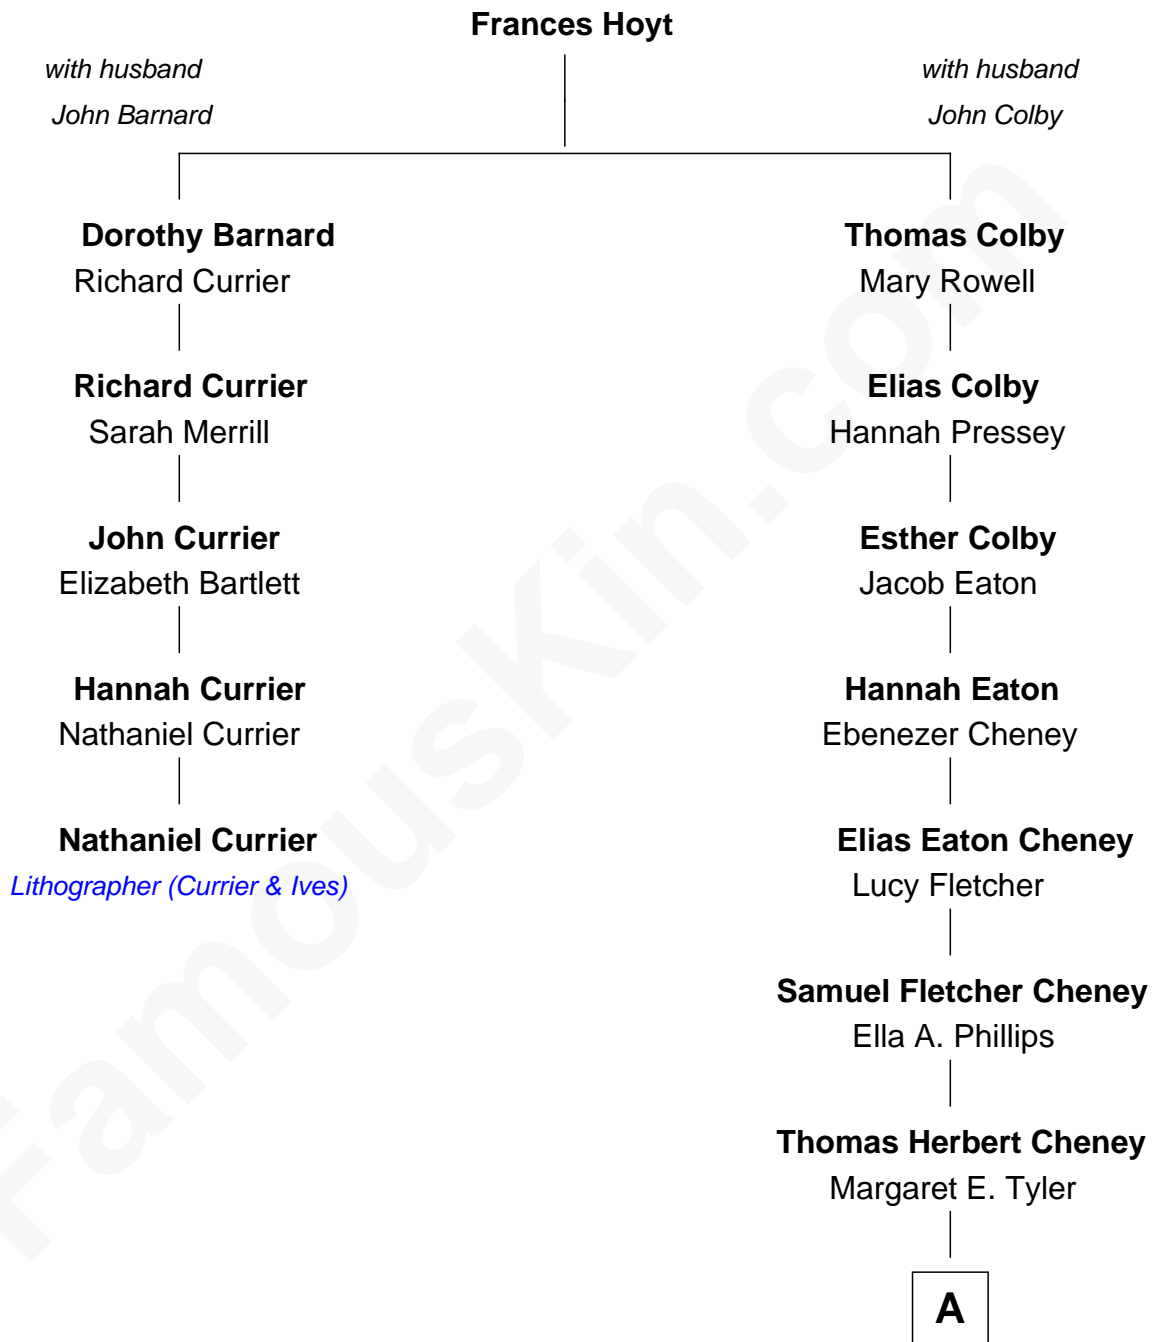 Frances Hoyt
with husband
John Barnard
with husband
John Colby
Dorothy Barnard
Richard Currier
Richard Currier
Sarah Merrill
John Currier
Elizabeth Bartlett
Hannah Currier
Nathaniel Currier
Nathaniel Currier
Lithographer (Currier & Ives)
Thomas Colby
Mary Rowell
Elias Colby
Hannah Pressey
Esther Colby
Jacob Eaton
Hannah Eaton
Ebenezer Cheney
Elias Eaton Cheney
Lucy Fletcher
Samuel Fletcher Cheney
Ella A. Phillips
Thomas Herbert Cheney
Margaret E. Tyler
A
FamousKin.com